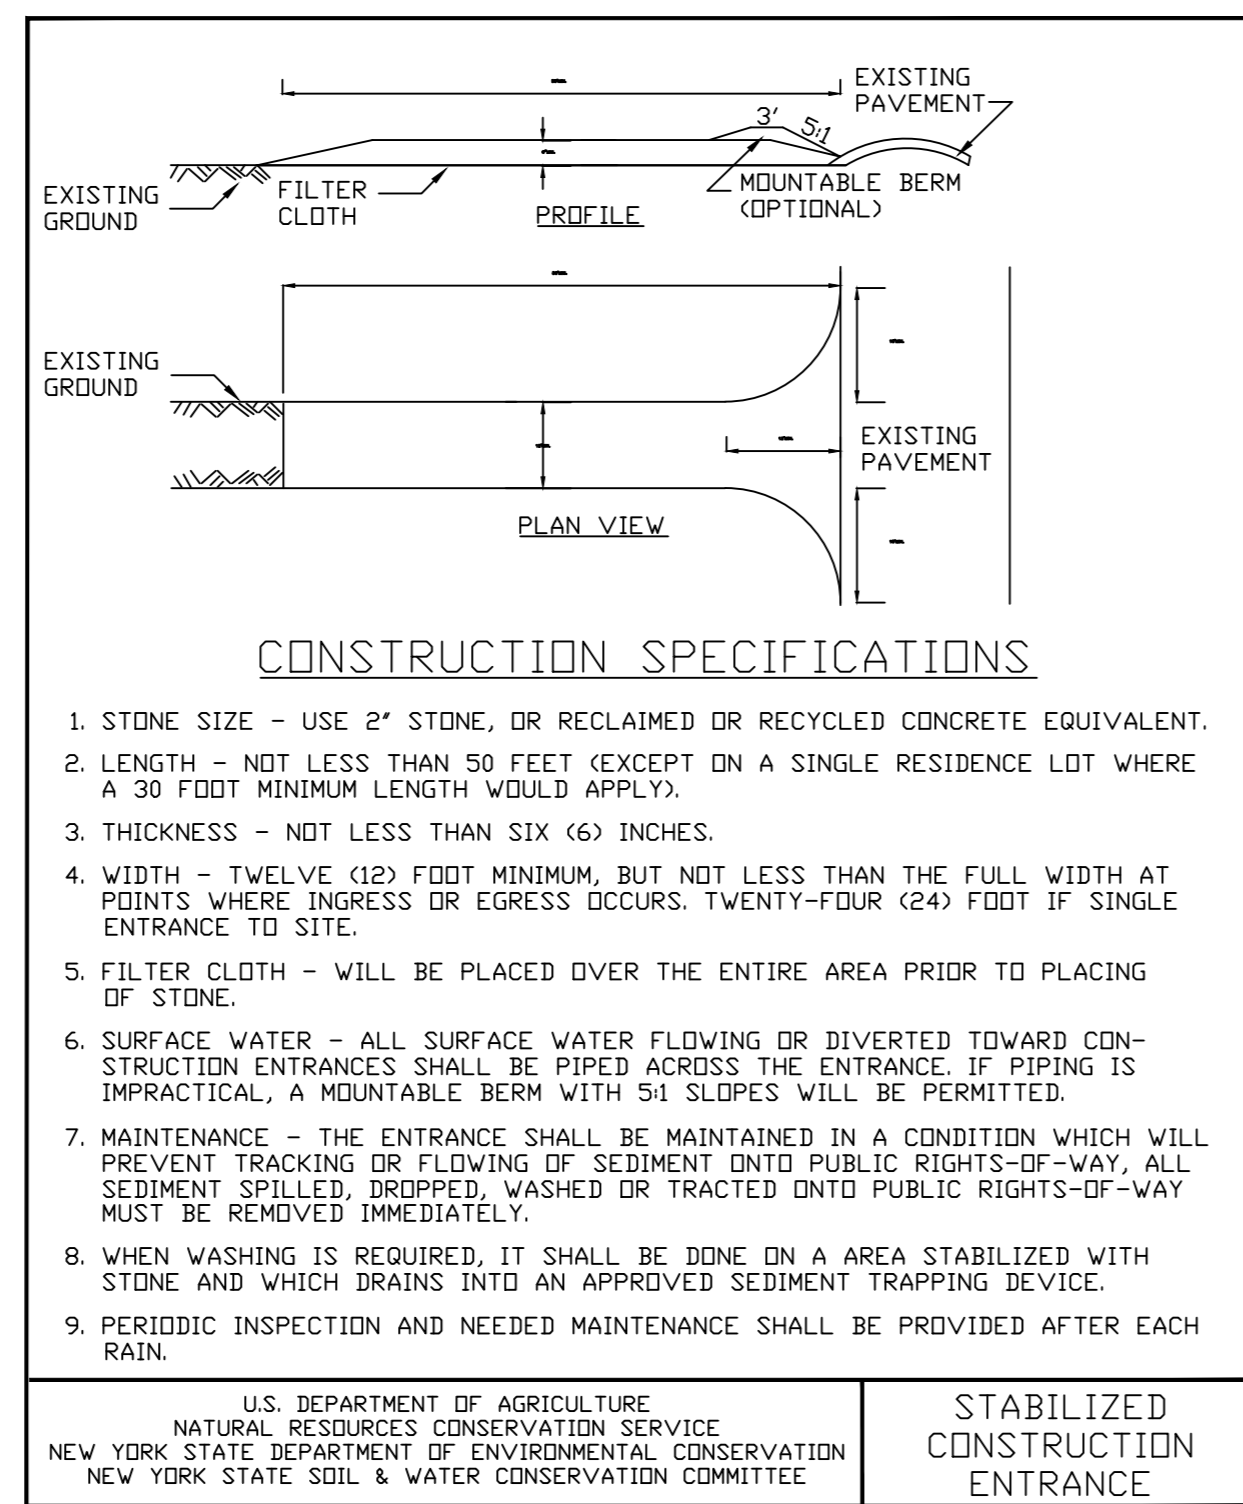 EXISTING
PAVEMENT
3'
5:1
EXISTING
GROUND
FILTER
CLOTH
PROFILE
MOUNTABLE BERM
(OPTIONAL)
EXISTING
GROUND
EXISTING
PAVEMENT
PLAN VIEW
CONSTRUCTION SPECIFICATIONS
1. STONE SIZE - USE 2" STONE, OR RECLAIMED OR RECYCLED CONCRETE EQUIVALENT.
2. LENGTH - NOT LESS THAN 50 FEET (EXCEPT ON A SINGLE RESIDENCE LOT WHERE
A 30 FOOT MINIMUM LENGTH WOULD APPLY).
3. THICKNESS - NOT LESS THAN SIX (6) INCHES.
4. WIDTH - TWELVE (12) FOOT MINIMUM, BUT NOT LESS THAN THE FULL WIDTH AT
POINTS WHERE INGRESS OR EGRESS OCCURS. TWENTY-FOUR (24) FOOT IF SINGLE
ENTRANCE TO SITE.
5. FILTER CLOTH - WILL BE PLACED OVER THE ENTIRE AREA PRIOR TO PLACING
OF STONE.
6. SURFACE WATER - ALL SURFACE WATER FLOWING OR DIVERTED TOWARD CON-
STRUCTION ENTRANCES SHALL BE PIPED ACROSS THE ENTRANCE. IF PIPING IS
IMPRACTICAL, A MOUNTABLE BERM WITH 5:1 SLOPES WILL BE PERMITTED.
7. MAINTENANCE - THE ENTRANCE SHALL BE MAINTAINED IN A CONDITION WHICH WILL
PREVENT TRACKING OR FLOWING OF SEDIMENT ONTO PUBLIC RIGHTS-OF-WAY, ALL
SEDIMENT SPILLED, DROPPED, WASHED OR TRACTED ONTO PUBLIC RIGHTS-OF-WAY
MUST BE REMOVED IMMEDIATELY.
8. WHEN WASHING IS REQUIRED, IT SHALL BE DONE ON A AREA STABILIZED WITH
STONE AND WHICH DRAINS INTO AN APPROVED SEDIMENT TRAPPING DEVICE.
9. PERIODIC INSPECTION AND NEEDED MAINTENANCE SHALL BE PROVIDED AFTER EACH
RAIN.
U.S. DEPARTMENT OF AGRICULTURE
NATURAL RESOURCES CONSERVATION SERVICE
NEW YORK STATE DEPARTMENT OF ENVIRONMENTAL CONSERVATION
NEW YORK STATE SOIL & WATER CONSERVATION COMMITTEE
STABILIZED
CONSTRUCTION
ENTRANCE